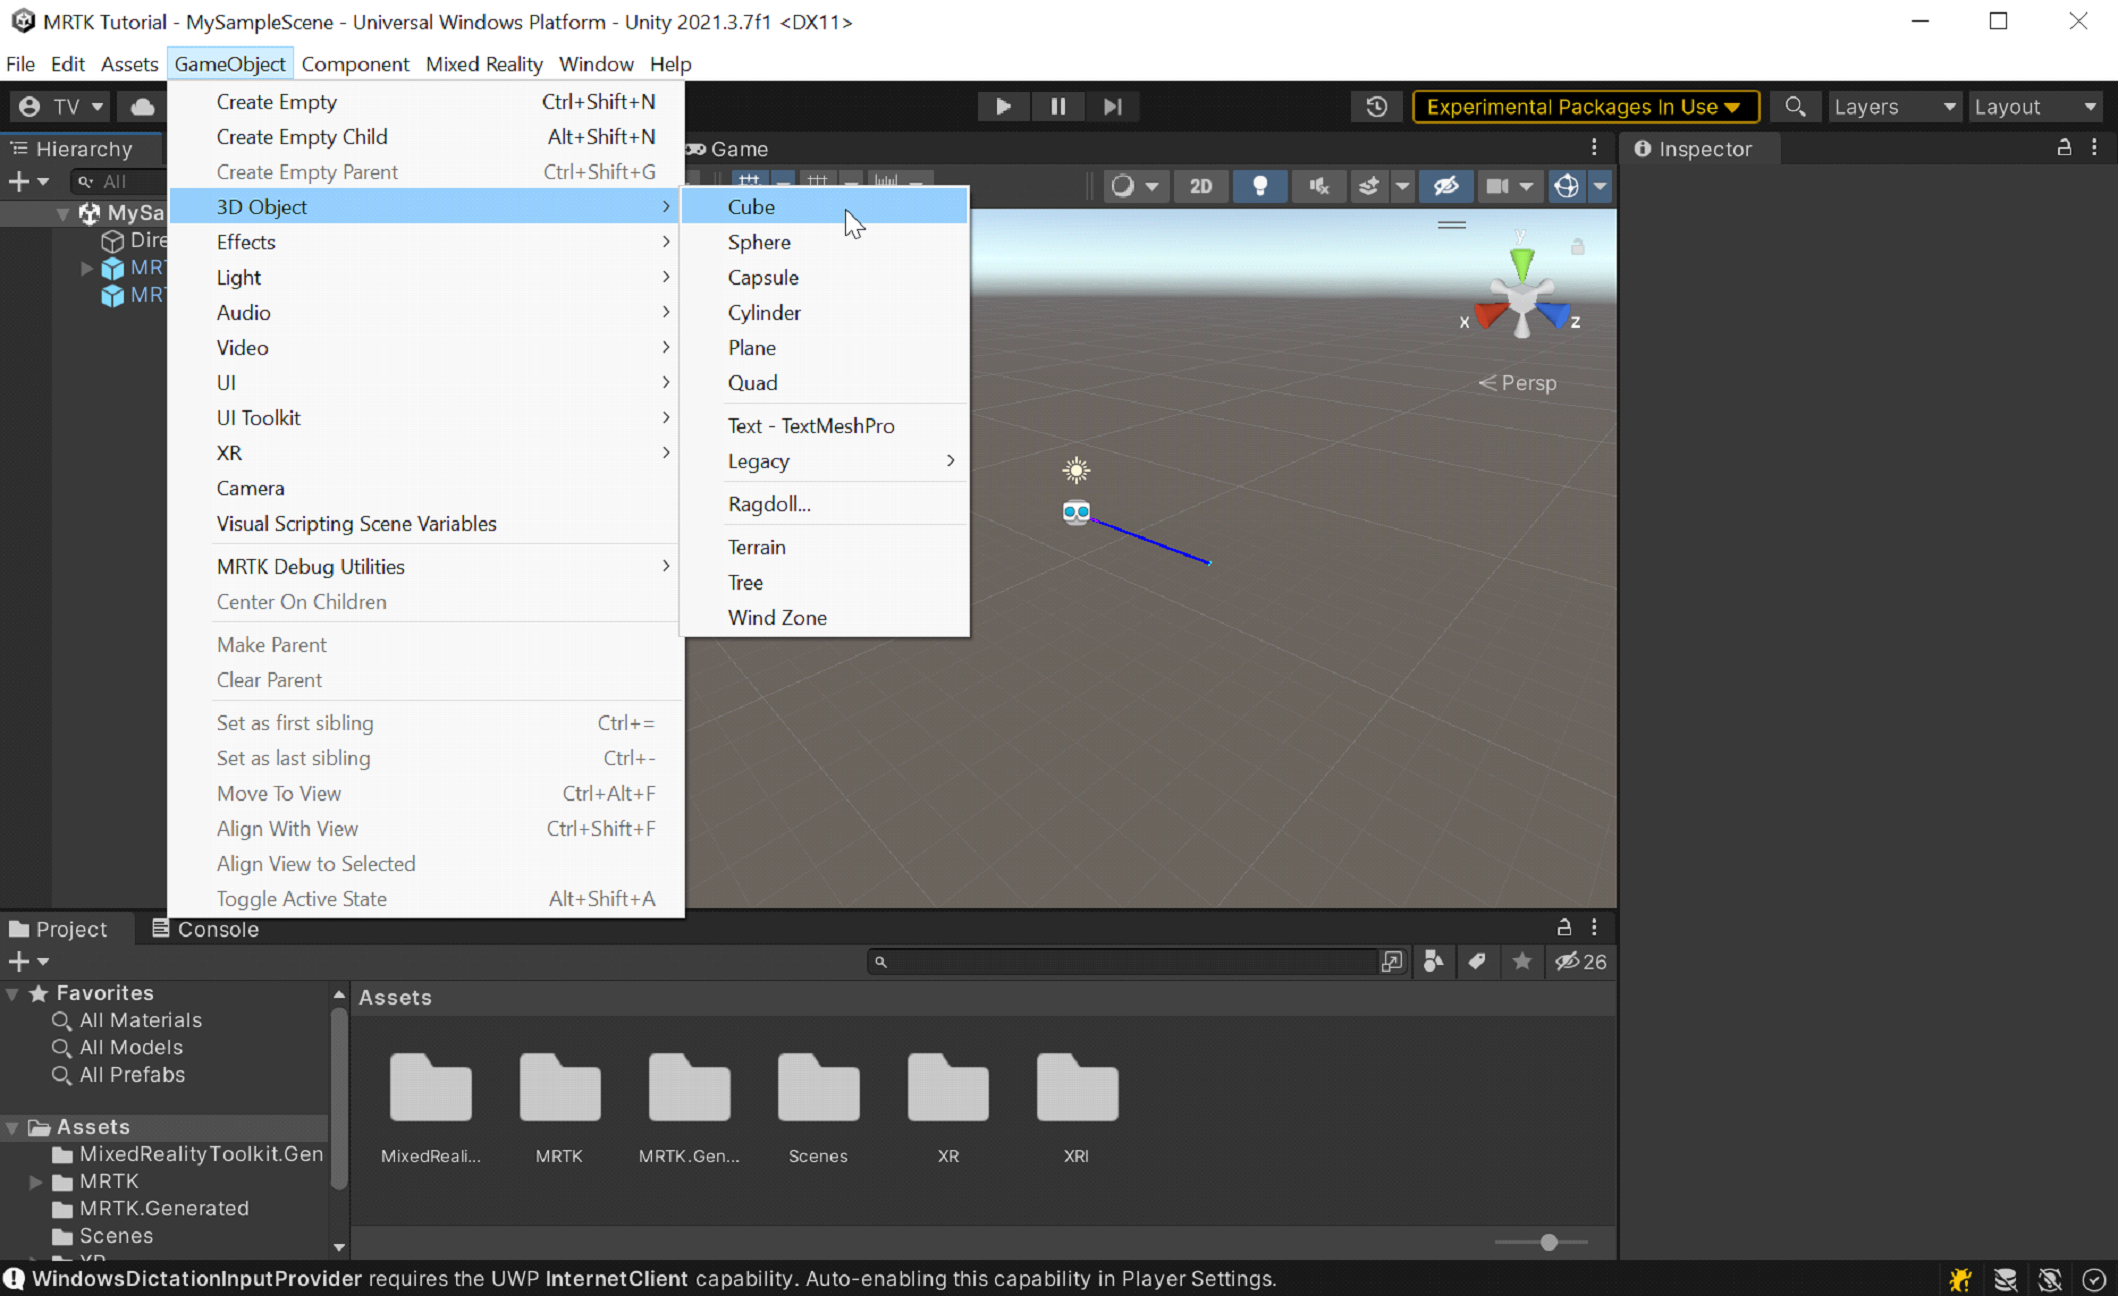 MRTK Tutorial - MySampleScene - Universal Windows Platform - Unity 2021.3.7f1 <DX11>
File Edit Assets GameObject Component Mixed Reality Window Help
TV
Experimental Packages In Use
Layers
Layout
Hierarchy
All
MySa
Dire
MRT
MRT
Create Empty Ctrl+Shift+N
Create Empty Child Alt+Shift+N
Create Empty Parent Ctrl+Shift+G
3D Object
Effects
Light
Audio
Video
UI
UI Toolkit
XR
Camera
Visual Scripting Scene Variables
MRTK Debug Utilities
Center On Children
Make Parent
Clear Parent
Set as first sibling Ctrl+=
Set as last sibling Ctrl+-
Move To View Ctrl+Alt+F
Align With View Ctrl+Shift+F
Align View to Selected
Toggle Active State Alt+Shift+A
Cube
Sphere
Capsule
Cylinder
Plane
Quad
Text - TextMeshPro
Legacy
Ragdoll...
Terrain
Tree
Wind Zone
Game
2D
y
x
z
Persp
Inspector
Project
Console
26
Favorites
All Materials
All Models
All Prefabs
Assets
MixedRealityToolkit.Gen
MRTK
MRTK.Generated
Scenes
XR
Assets
MixedReali...
MRTK
MRTK.Gen...
Scenes
XR
XRI
WindowsDictationInputProvider requires the UWP InternetClient capability. Auto-enabling this capability in Player Settings.